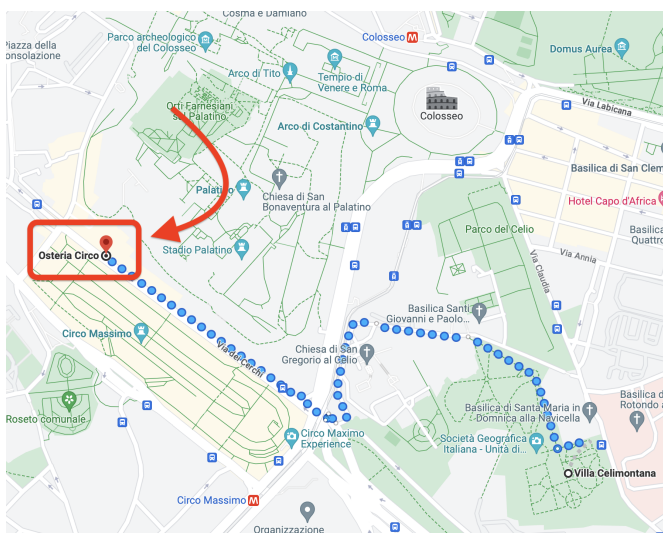 Cosma e Damiano
Piazza della
onsolazione
Parco archeologico
del Colosseo
Colosseo M
Domus Aurea
Arco di Tito
Tempio di
Venere e Roma
Colosseo
Via Labicana
Orti Farnesiani
sul Palatino
Arco di Costantino
Basilica di San Clem
Palatino
Chiesa di San
Bonaventura al Palatino
Hotel Capo d'Africa
Parco del Celio
Basilica
Quattro
Osteria Circo
Stadio Palatino
Via Claudia
Via Annia
Basilica Santi
Giovanni e Paolo...
Circo Massimo
Via dei Cerchi
Chiesa di San
Gregorio al Celio
Basilica d
Rotondo a
Roseto comunale
Basilica di Santa Maria in
Domnica alla Navicella
Circo Maximo
Experience
Società Geografica
Italiana - Unità di...
Villa Celimontana
Circo Massimo M
Organizzazione